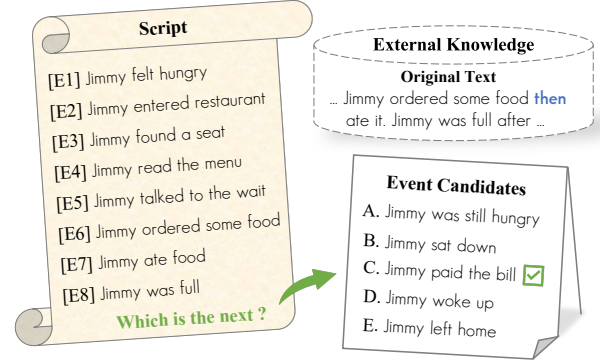 Script
[E1] Jimmy felt hungry
[E2] Jimmy entered restaurant
[E3] Jimmy found a seat
[E4] Jimmy read the menu
[E5] Jimmy talked to the wait
[E6] Jimmy ordered some food
[E7] Jimmy ate food
[E8] Jimmy was full
Which is the next ?
External Knowledge
Original Text
... Jimmy ordered some food then
ate it. Jimmy was full after ...
Event Candidates
A. Jimmy was still hungry
B. Jimmy sat down
C. Jimmy paid the bill
D. Jimmy woke up
E. Jimmy left home